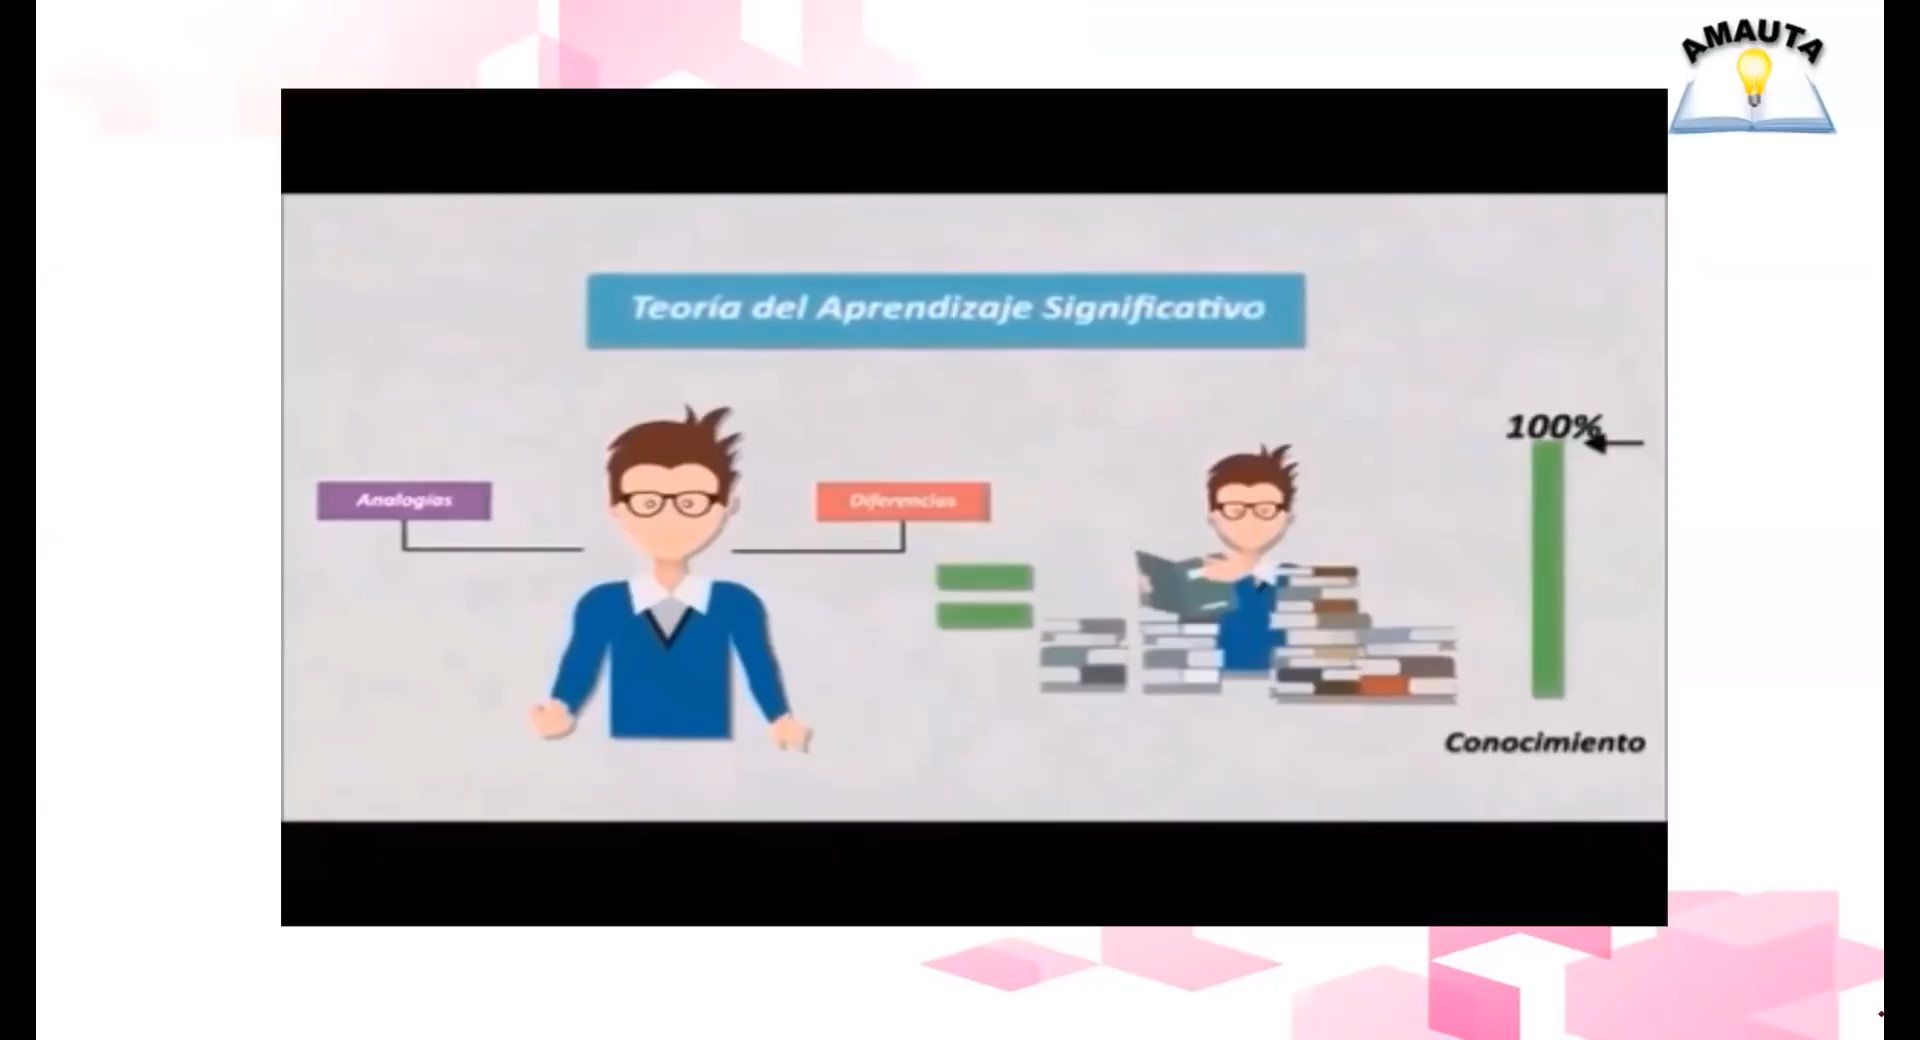 AMAUTA
Teoría del Aprendizaje Significativo
100%
Analogías
Diferencias
Conocimiento